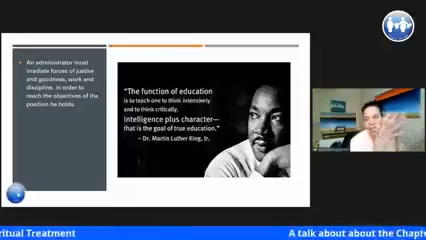 An administrator must
irradiate forces of justice
and goodness, work and
discipline, in order to
reach the objectives of the
position he holds.
"The function of education
is to teach one to think intensively
and to think critically.
Intelligence plus character—
that is the goal of true education."
– Dr. Martin Luther King, Jr.
ritual Treatment
A talk about about the Chapte